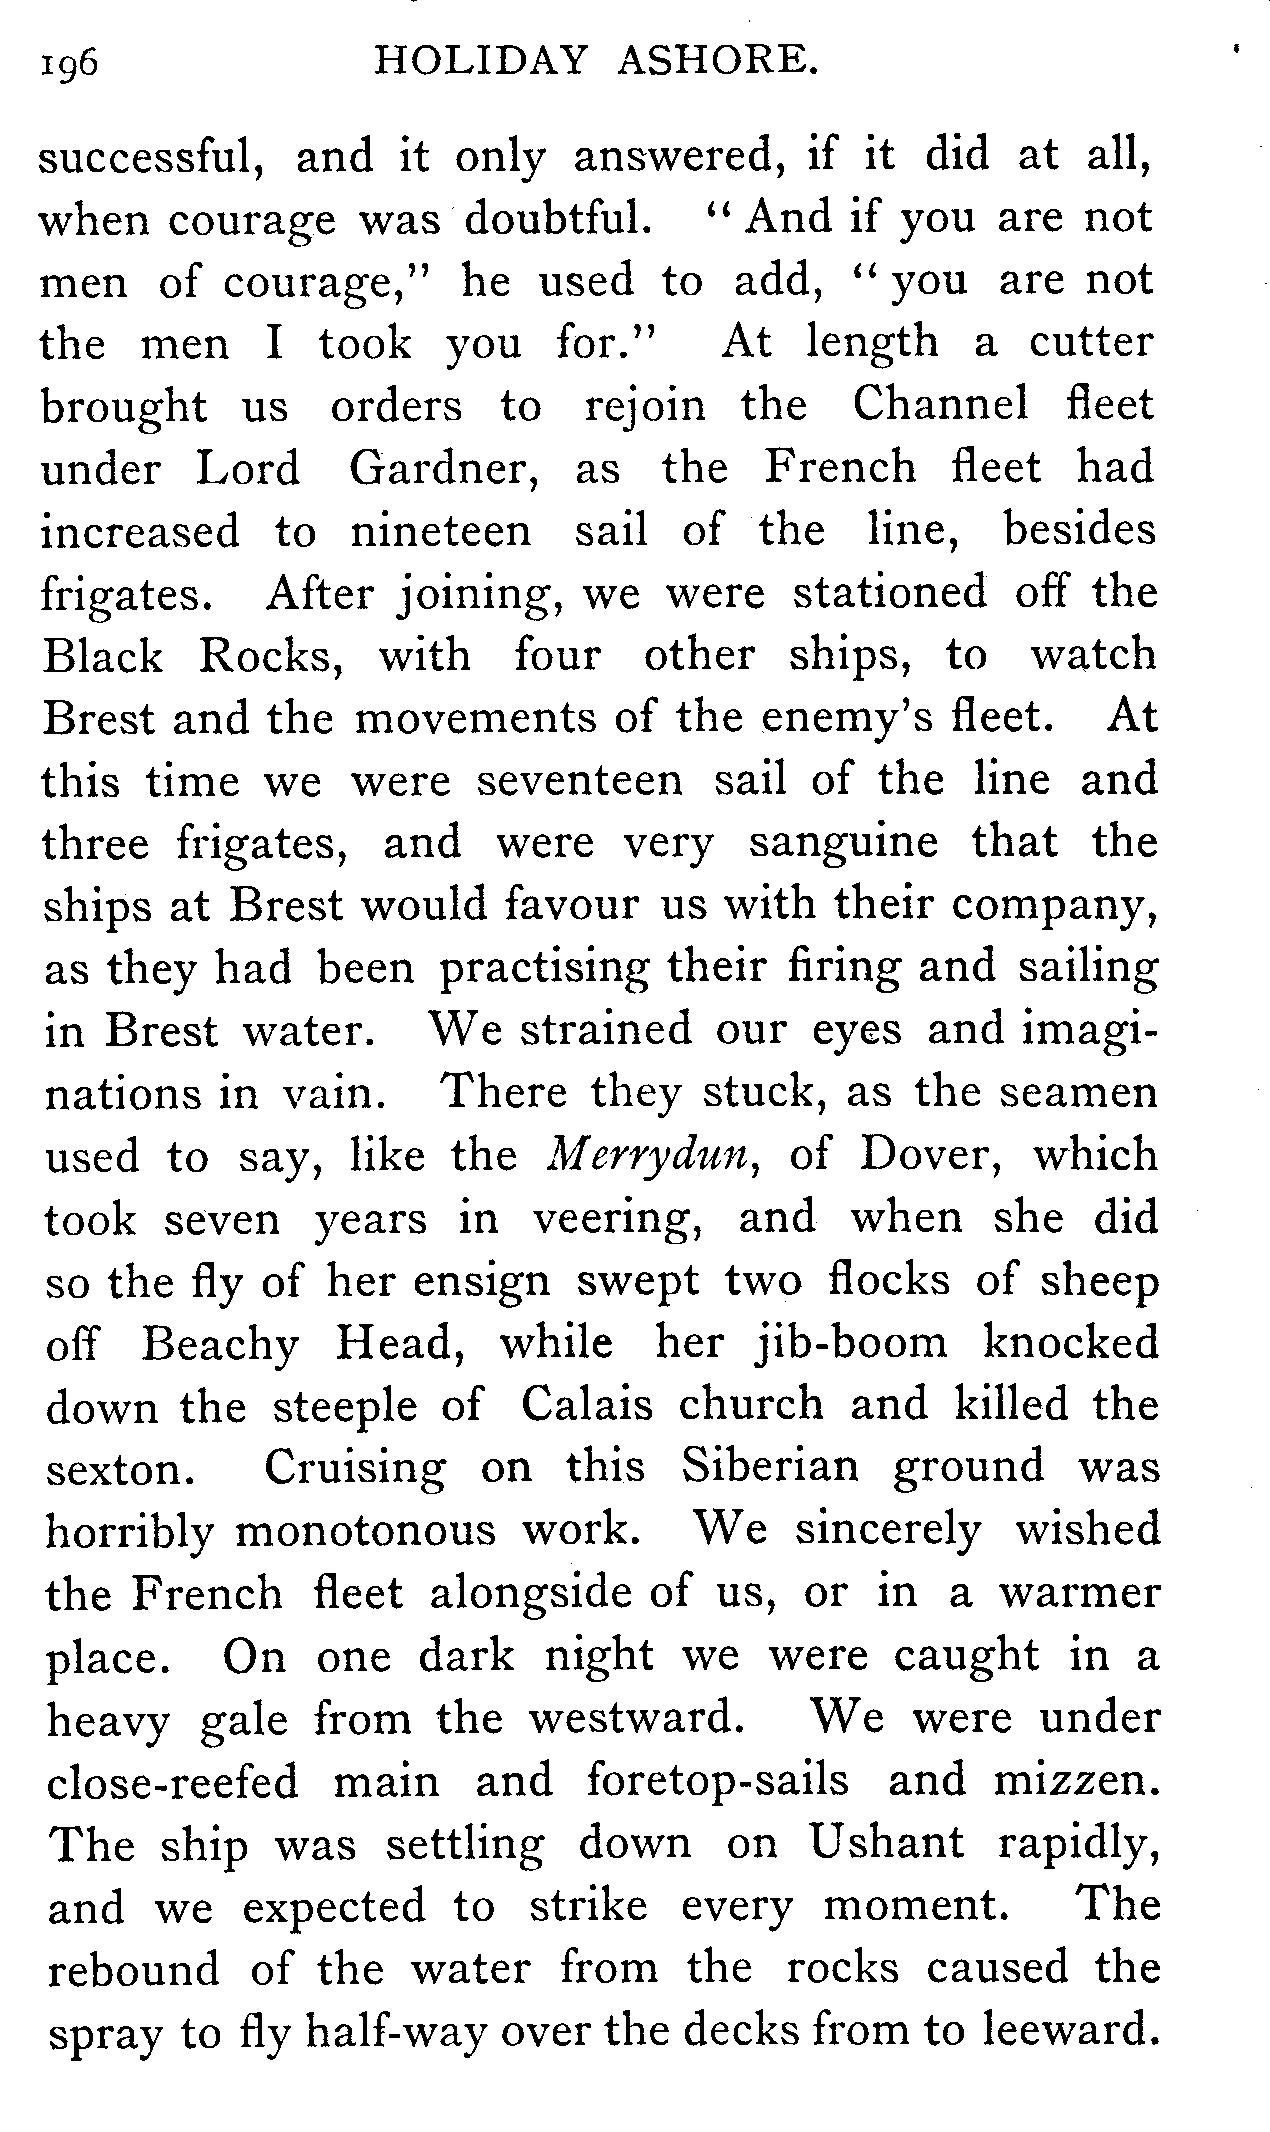 196 HOLIDAY ASHORE.
successful, and it only answered, if it did at all,
when courage was doubtful. "And if you are not
men of courage," he used to add, "you are not
the men I took you for." At length a cutter
brought us orders to rejoin the Channel fleet
under Lord Gardner, as the French fleet had
increased to nineteen sail of the line, besides
frigates. After joining, we were stationed off the
Black Rocks, with four other ships, to watch
Brest and the movements of the enemy's fleet. At
this time we were seventeen sail of the line and
three frigates, and were very sanguine that the
ships at Brest would favour us with their company,
as they had been practising their firing and sailing
in Brest water. We strained our eyes and imagi-
nations in vain. There they stuck, as the seamen
used to say, like the Merrydun, of Dover, which
took seven years in veering, and when she did
so the fly of her ensign swept two flocks of sheep
off Beachy Head, while her jib-boom knocked
down the steeple of Calais church and killed the
sexton. Cruising on this Siberian ground was
horribly monotonous work. We sincerely wished
the French fleet alongside of us, or in a warmer
place. On one dark night we were caught in a
heavy gale from the westward. We were under
close-reefed main and foretop-sails and mizzen.
The ship was settling down on Ushant rapidly,
and we expected to strike every moment. The
rebound of the water from the rocks caused the
spray to fly half-way over the decks from to leeward.